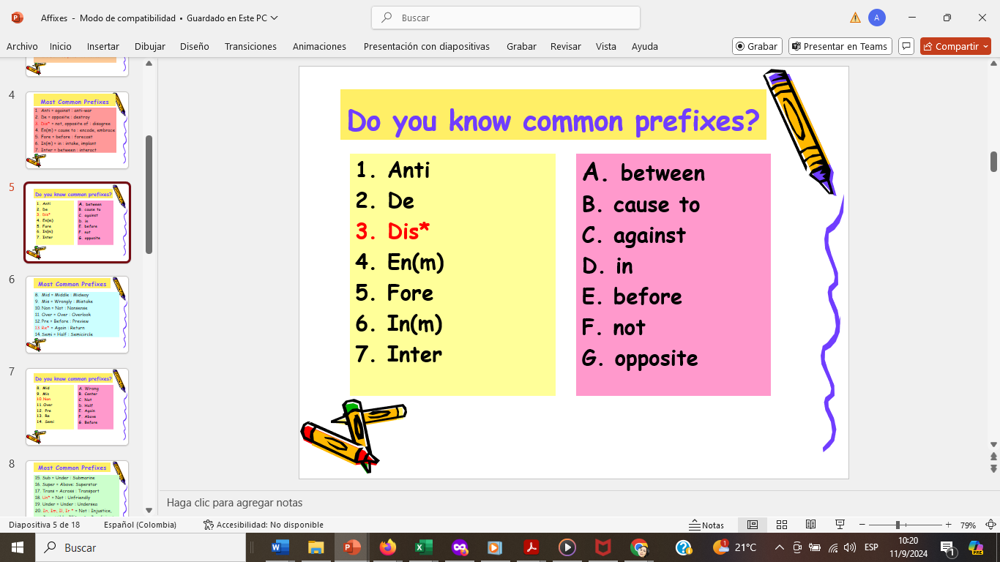 Affixes - Modo de compatibilidad • Guardado en Este PC
Buscar
A
Archivo Inicio Insertar Dibujar Diseño Transiciones Animaciones Presentación con diapositivas Grabar Revisar Vista Ayuda
Grabar Presentar en Teams Compartir
4
Most Common Prefixes
1. Anti = against : anti-war
2. De = opposite : destroy
3. Dis* = not, opposite of : disagree
4. En(m) = cause to : encode, embrace
5. Fore = before : forecast
6. In(m) = in : intake, implant
7. Inter = between : interact
5
Do you know common prefixes?
1. Anti
2. De
3. Dis*
4. En(m)
5. Fore
6. In(m)
7. Inter
A. between
B. cause to
C. against
D. in
E. before
F. not
G. opposite
6
Most Common Prefixes
8. Mid = Middle : Midway
9. Mis = Wrongly : Mistake
10. Non = Not : Nonsense
11. Over = Over : Overlook
12. Pre = Before : Preview
13. Re* = Again : Return
14. Semi = Half : Semicircle
7
Do you know common prefixes?
8. Mid
9. Mis
10. Non
11. Over
12. Pre
13. Re
14. Semi
A. Wrong
B. Center
C. Not
D. Half
E. Again
F. Above
G. Before
8
Most Common Prefixes
15. Sub = Under : Submarine
16. Super = Above: Superstar
17. Trans = Across : Transport
18. Un* = Not : Unfriendly
19. Under = Under : Undersea
20. In, Im, Il, Ir * = Not : Injustice,
Do you know common prefixes?
1. Anti
2. De
3. Dis*
4. En(m)
5. Fore
6. In(m)
7. Inter
A. between
B. cause to
C. against
D. in
E. before
F. not
G. opposite
Haga clic para agregar notas
Diapositiva 5 de 18 Español (Colombia) Accesibilidad: No disponible
Notas 79%
Buscar
1 21°C ESP
10:20
11/9/2024
1
PRE